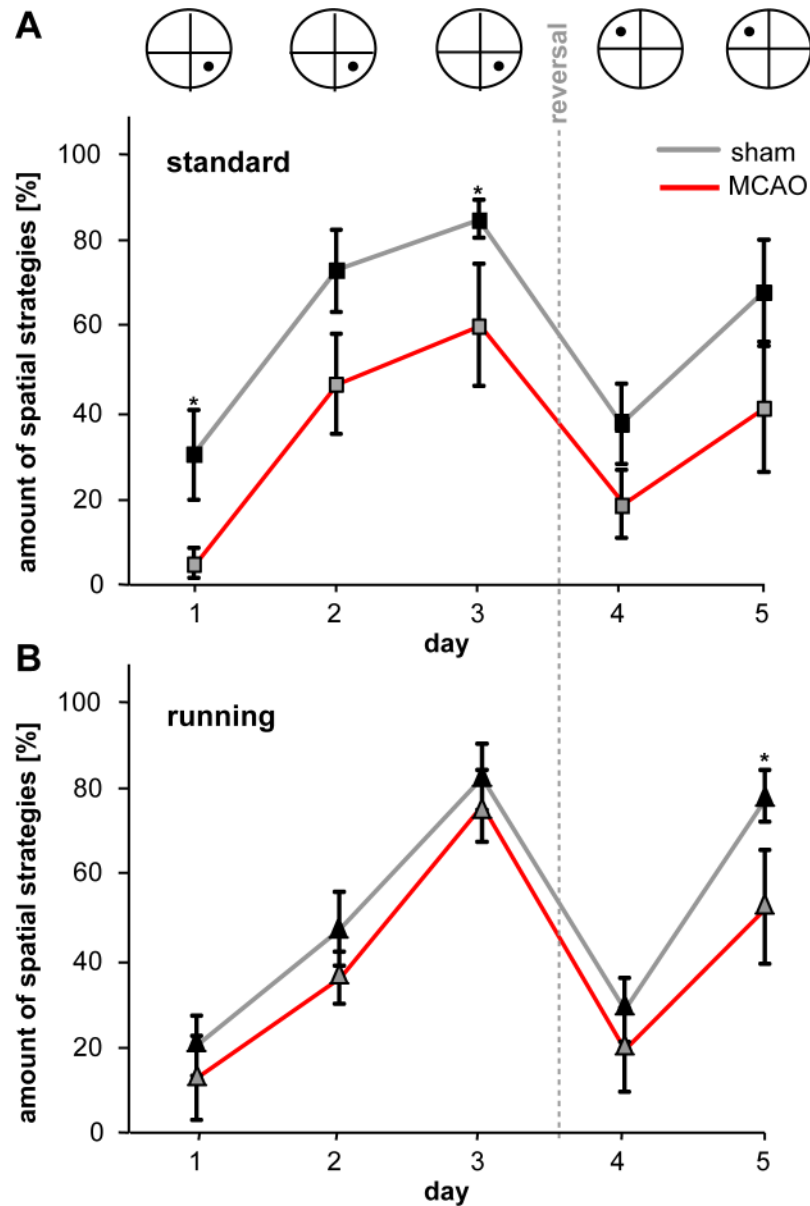 A
reversal
standard
sham
MCAO
amount of spatial strategies [%]
100
80
60
40
20
0
*
*
1 2 3 4 5
day
B
running
amount of spatial strategies [%]
100
80
60
40
20
0
*
1 2 3 4 5
day